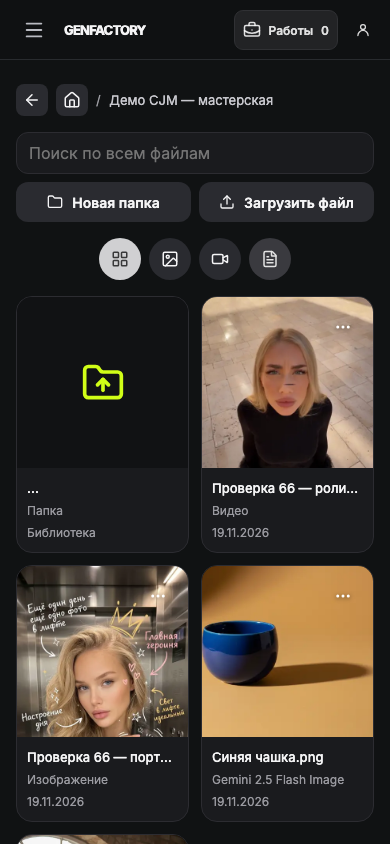 GENFACTORY
Работы 0
/ Демо CJM — мастерская
Поиск по всем файлам
Новая папка
Загрузить файл
...
Папка
Библиотека
Проверка 66 — роли...
Видео
19.11.2026
Ещё один день —
ещё одно фото
в лифте
Главная
героиня
Настроение
дня
Свет
в лифте
идеальный
Проверка 66 — порт...
Изображение
19.11.2026
Синяя чашка.png
Gemini 2.5 Flash Image
19.11.2026